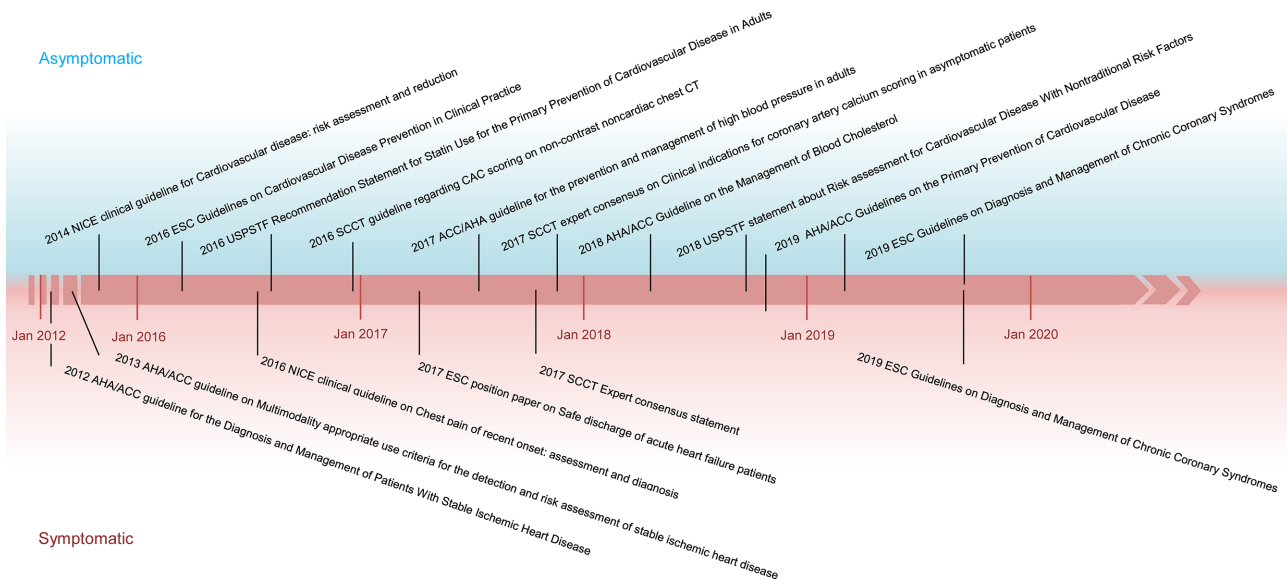 Asymptomatic
2014 NICE clinical guideline for Cardiovascular disease: risk assessment and reduction
2016 ESC Guidelines on Cardiovascular Disease Prevention in Clinical Practice
2016 USPSTF Recommendation Statement for Statin Use for the Primary Prevention of Cardiovascular Disease in Adults
2016 SCCT guideline regarding CAC scoring on non-contrast noncardiac chest CT
2017 ACC/AHA guideline for the prevention and management of high blood pressure in adults
2017 SCCT expert consensus on Clinical indications for coronary artery calcium scoring in asymptomatic patients
2018 AHA/ACC Guideline on the Management of Blood Cholesterol
2018 USPSTF statement about Risk assessment for Cardiovascular Disease With Nontraditional Risk Factors
2019 AHA/ACC Guidelines on the Primary Prevention of Cardiovascular Disease
2019 ESC Guidelines on Diagnosis and Management of Chronic Coronary Syndromes
Jan 2012
Jan 2016
Jan 2017
Jan 2018
Jan 2019
Jan 2020
2012 AHA/ACC guideline for the Diagnosis and Management of Patients With Stable Ischemic Heart Disease
2013 AHA/ACC guideline on Multimodality appropriate use criteria for the detection and risk assessment of stable ischemic heart disease
2016 NICE clinical guideline on Chest pain of recent onset: assessment and diagnosis
2017 ESC position paper on Safe discharge of acute heart failure patients
2017 SCCT Expert consensus statement
2019 ESC Guidelines on Diagnosis and Management of Chronic Coronary Syndromes
Symptomatic